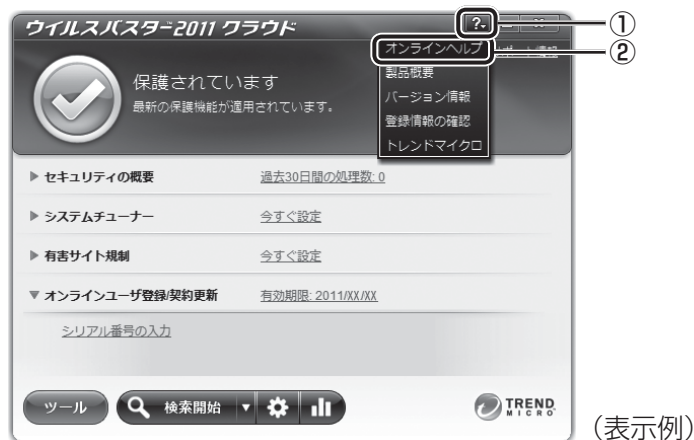 ウイルスバスター2011 クラウド
?
①
オンラインヘルプ
②
保護されています
最新の保護機能が適用されています。
製品概要
バージョン情報
登録情報の確認
トレンドマイクロ
セキュリティの概要 過去30日間の処理数: 0
システムチューナー 今すぐ設定
有害サイト規制 今すぐ設定
オンラインユーザ登録/契約更新 有効期限: 2011/XX/XX
シリアル番号の入力
ツール 検索開始 TREND MICRO
(表示例)